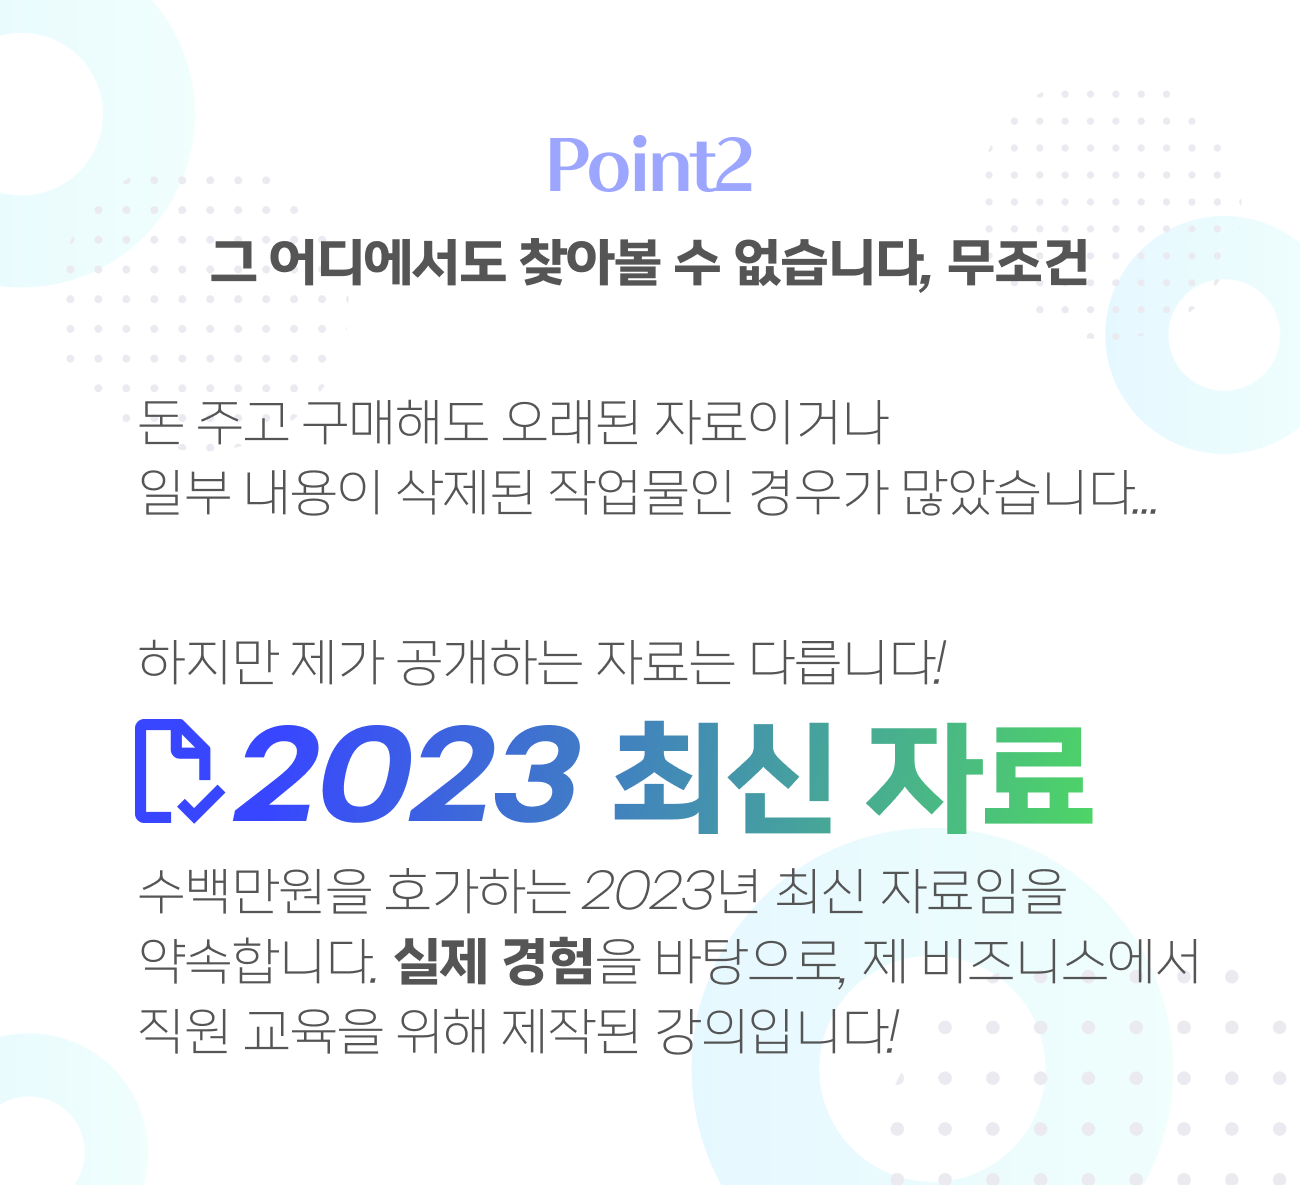 Point2
그 어디에서도 찾아볼 수 없습니다, 무조건
돈 주고 구매해도 오래된 자료이거나
일부 내용이 삭제된 작업물인 경우가 많았습니다...
하지만 제가 공개하는 자료는 다릅니다!
2023 최신 자료
수백만원을 호가하는 2023년 최신 자료임을
약속합니다. 실제 경험을 바탕으로, 제 비즈니스에서
직원 교육을 위해 제작된 강의입니다!